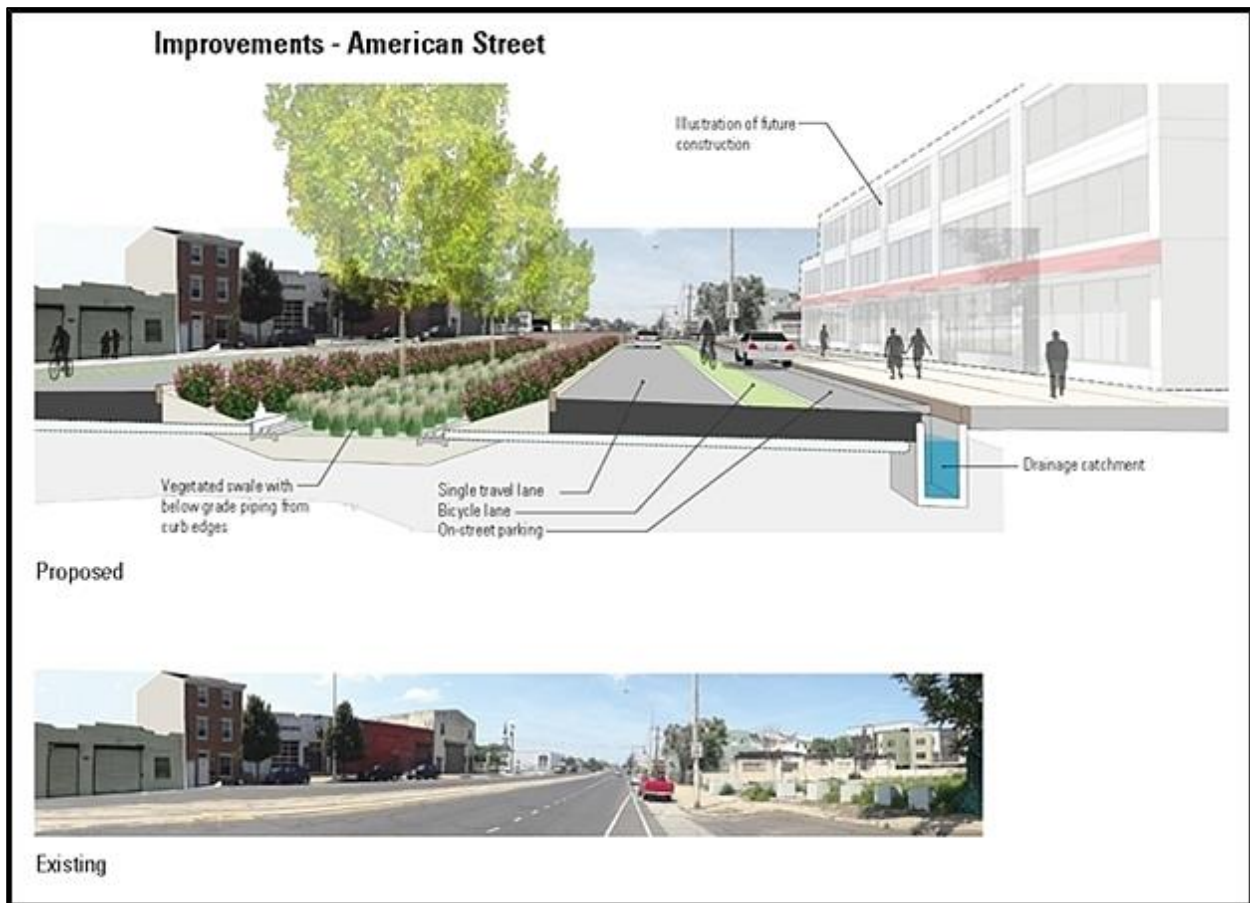 Improvements - American Street
Illustration of future
construction
Vegetated swale with
below grade piping from
curb edges
Single travel lane
Bicycle lane
On-street parking
Drainage catchment
Proposed
Existing